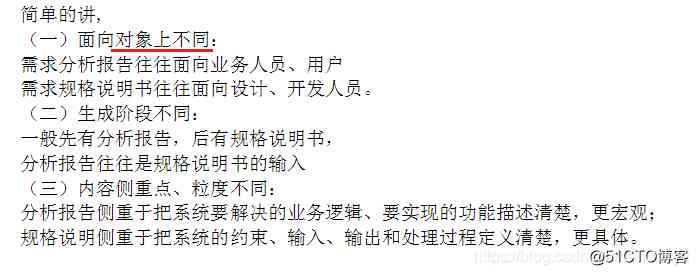 简单的讲,
（一）面向对象上不同:
需求分析报告往往面向业务人员、用户
需求规格说明书往往面向设计、开发人员。
（二）生成阶段不同:
一般先有分析报告，后有规格说明书，
分析报告往往是规格说明书的输入
（三）内容侧重点、粒度不同:
分析报告侧重于把系统要解决的业务逻辑、要实现的功能描述清楚，更宏观；
规格说明侧重于把系统的约束、输入、输出和处理过程定义清楚，更具体。
@51CTO博客